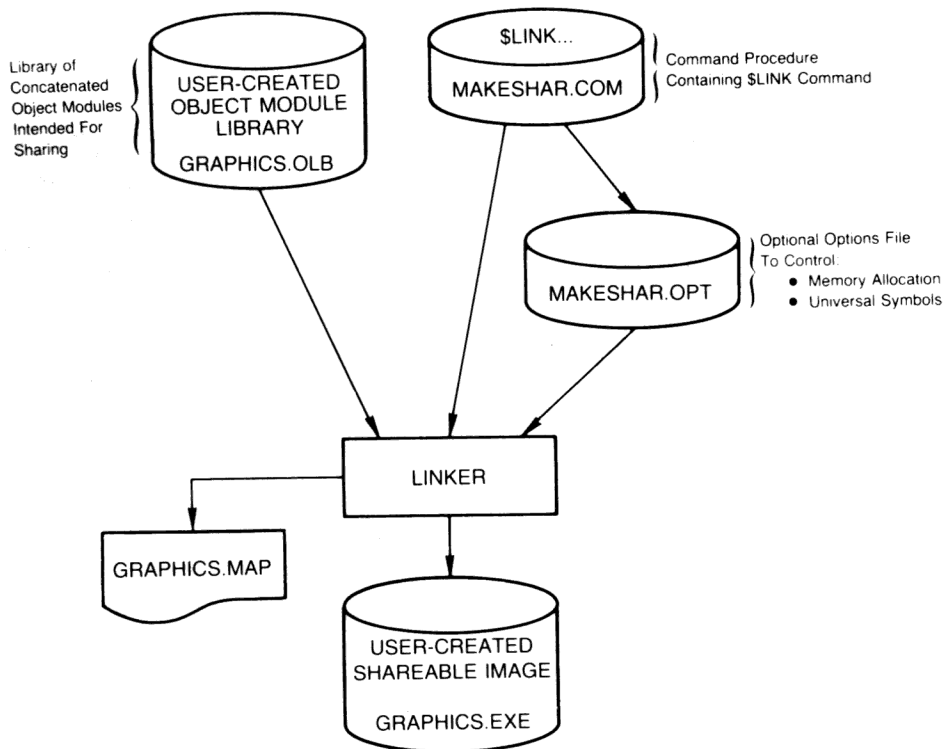 Library of
Concatenated
Object Modules
Intended For
Sharing
USER-CREATED
OBJECT MODULE
LIBRARY
GRAPHICS.OLB
$LINK...
MAKESHAR.COM
Command Procedure
Containing $LINK Command
MAKESHAR.OPT
Optional Options File
To Control:
● Memory Allocation
● Universal Symbols
LINKER
GRAPHICS.MAP
USER-CREATED
SHAREABLE IMAGE
GRAPHICS.EXE